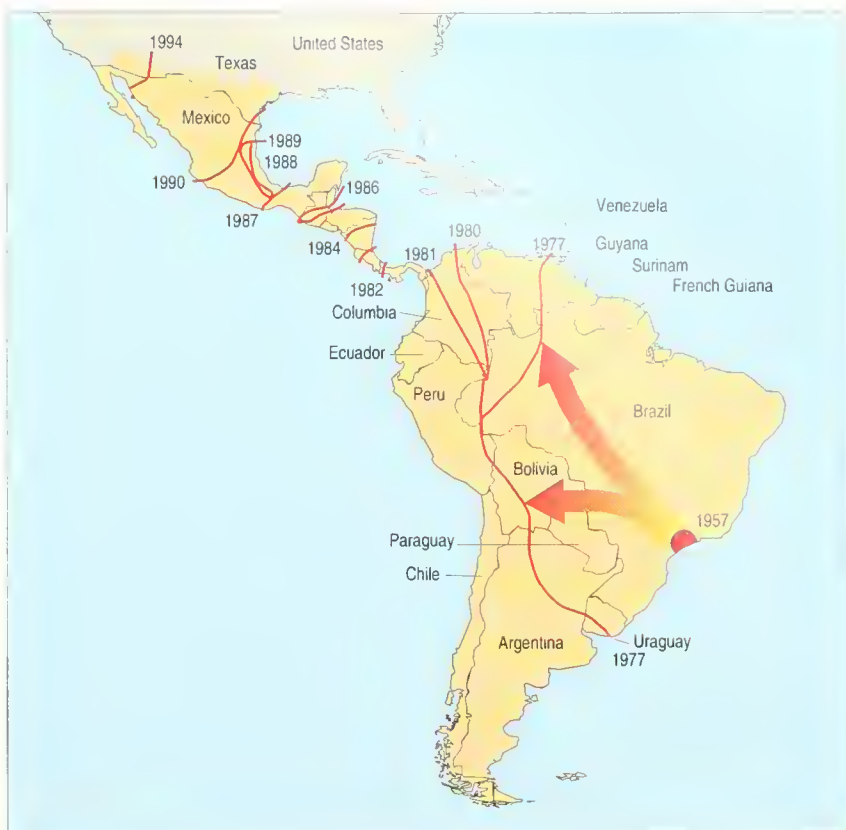 1994
United States
Texas
Mexico
1989
1988
1990
1986
1987
Venezuela
1980
1984
1981
1977
Guyana
Surinam
1982
French Guiana
Columbia
Ecuador
Peru
Brazil
Bolivia
1957
Paraguay
Chile
Argentina
Uraguay
1977